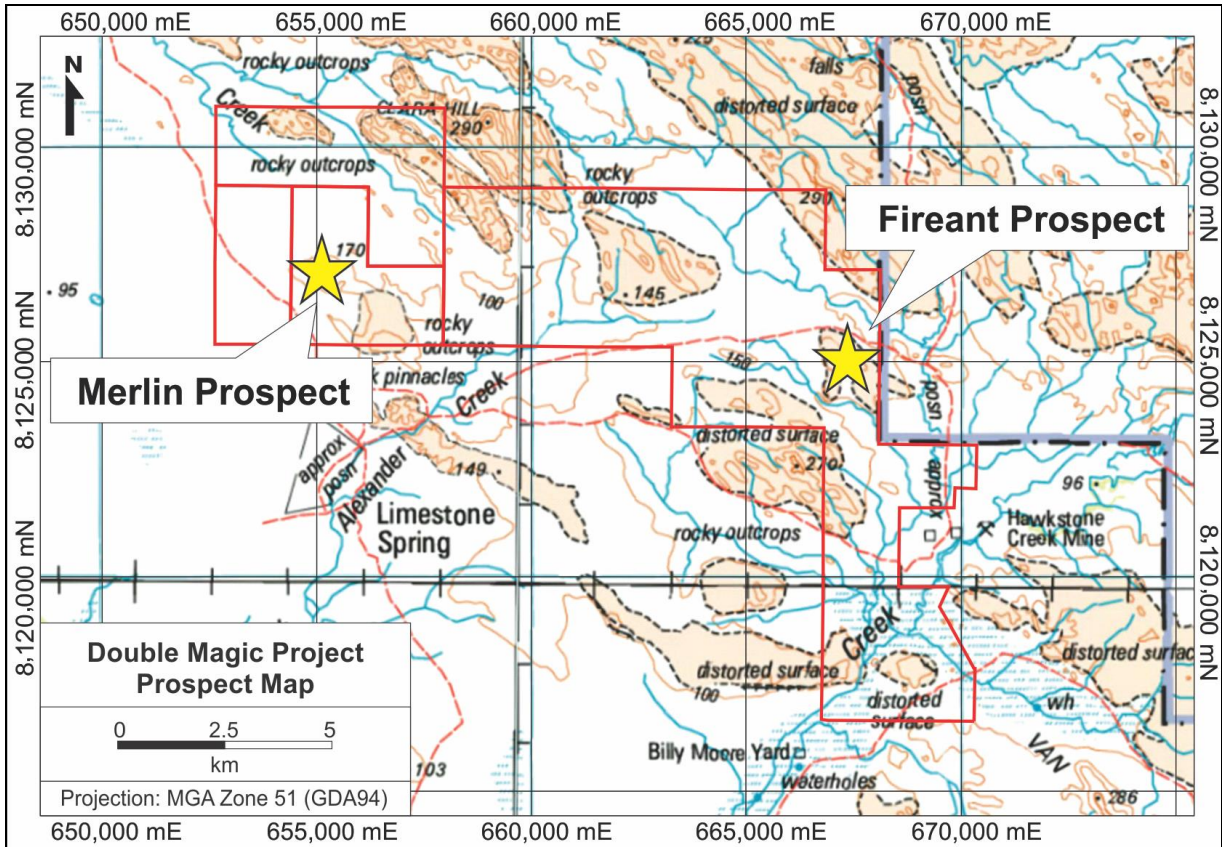 650,000 mE
655,000 mE
660,000 mE
665,000 mE
670,000 mE
N
8,130,000 mN
8,125,000 mN
8,120,000 mN
8,130,000 mN
8,125,000 mN
8,120,000 mN
rocky outcrops
falls
posn
Creek
CLARA HILL
290
distorted surface
rocky outcrops
rocky
outcrops
290
Fireant Prospect
170
95
100
145
rocky
outcrops
150
Merlin Prospect
k pinnacles
Creek
posn
distorted surface
270
approx
posn
149
approx
96
Alexander
Limestone
Spring
rocky outcrops
Hawkstone
Creek Mine
Creek
distorted surface
distorted surfac
100
distorted
surface
wh
Billy Moore Yard
VAN
waterholes
103
286
Double Magic Project
Prospect Map
0 2.5 5
km
Projection: MGA Zone 51 (GDA94)
650,000 mE
655,000 mE
660,000 mE
665,000 mE
670,000 mE